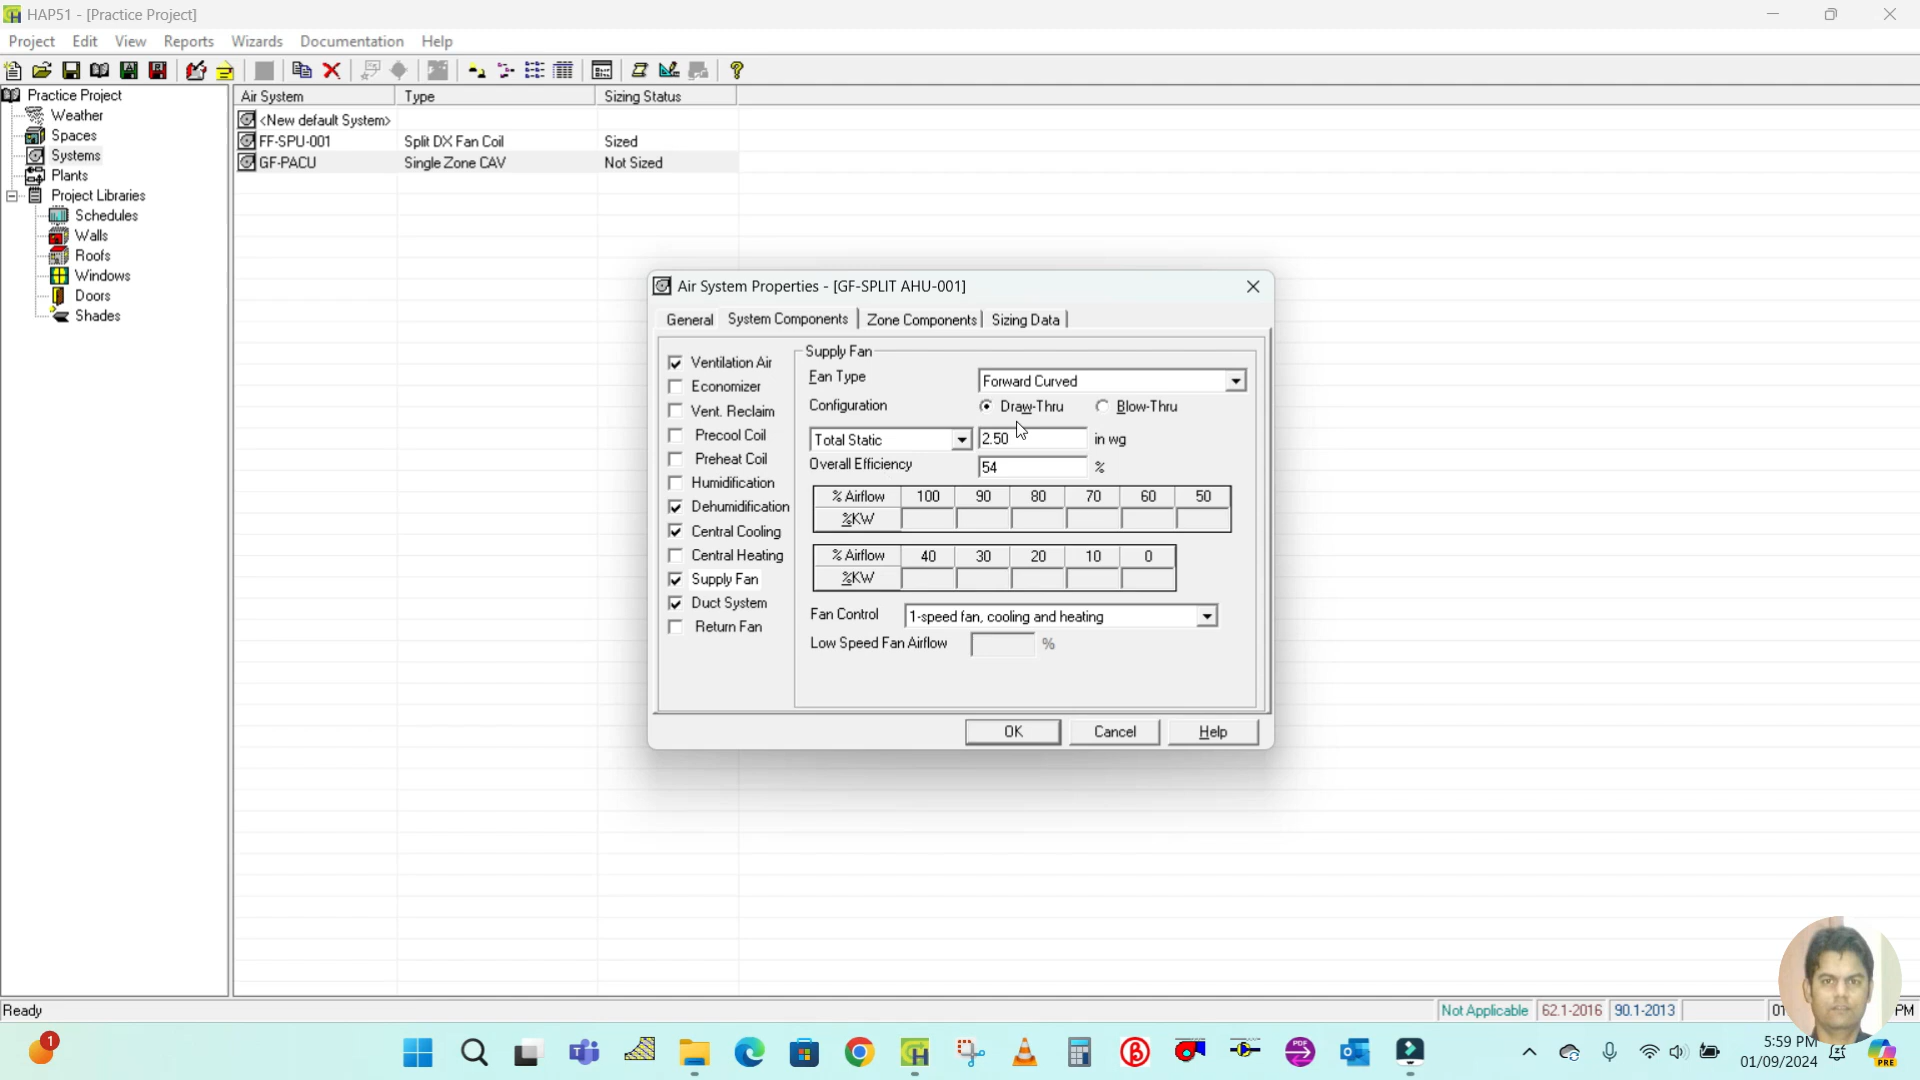 HAP51 - [Practice Project]
Project Edit View Reports Wizards Documentation Help
Practice Project
Weather
Spaces
Systems
Plants
Project Libraries
Schedules
Walls
Roofs
Windows
Doors
Shades
Air System Type Sizing Status
<New default System>
FF-SPU-001 Split DX Fan Coil Sized
GF-PACU Single Zone CAV Not Sized
Air System Properties - [GF-SPLIT AHU-001]
General System Components Zone Components Sizing Data
Ventilation Air
Economizer
Vent. Reclaim
Precool Coil
Preheat Coil
Humidification
Dehumidification
Central Cooling
Central Heating
Supply Fan
Duct System
Return Fan
Supply Fan
Fan Type Forward Curved
Configuration Draw-Thru Blow-Thru
Total Static 2.50 in wg
Overall Efficiency 54 %
% Airflow 100 90 80 70 60 50
%KW
% Airflow 40 30 20 10 0
%KW
Fan Control 1-speed fan, cooling and heating
Low Speed Fan Airflow %
OK Cancel Help
Ready Not Applicable 62.1-2016 90.1-2013 PM
1
PDF
5:59 PM
01/09/2024
PRE